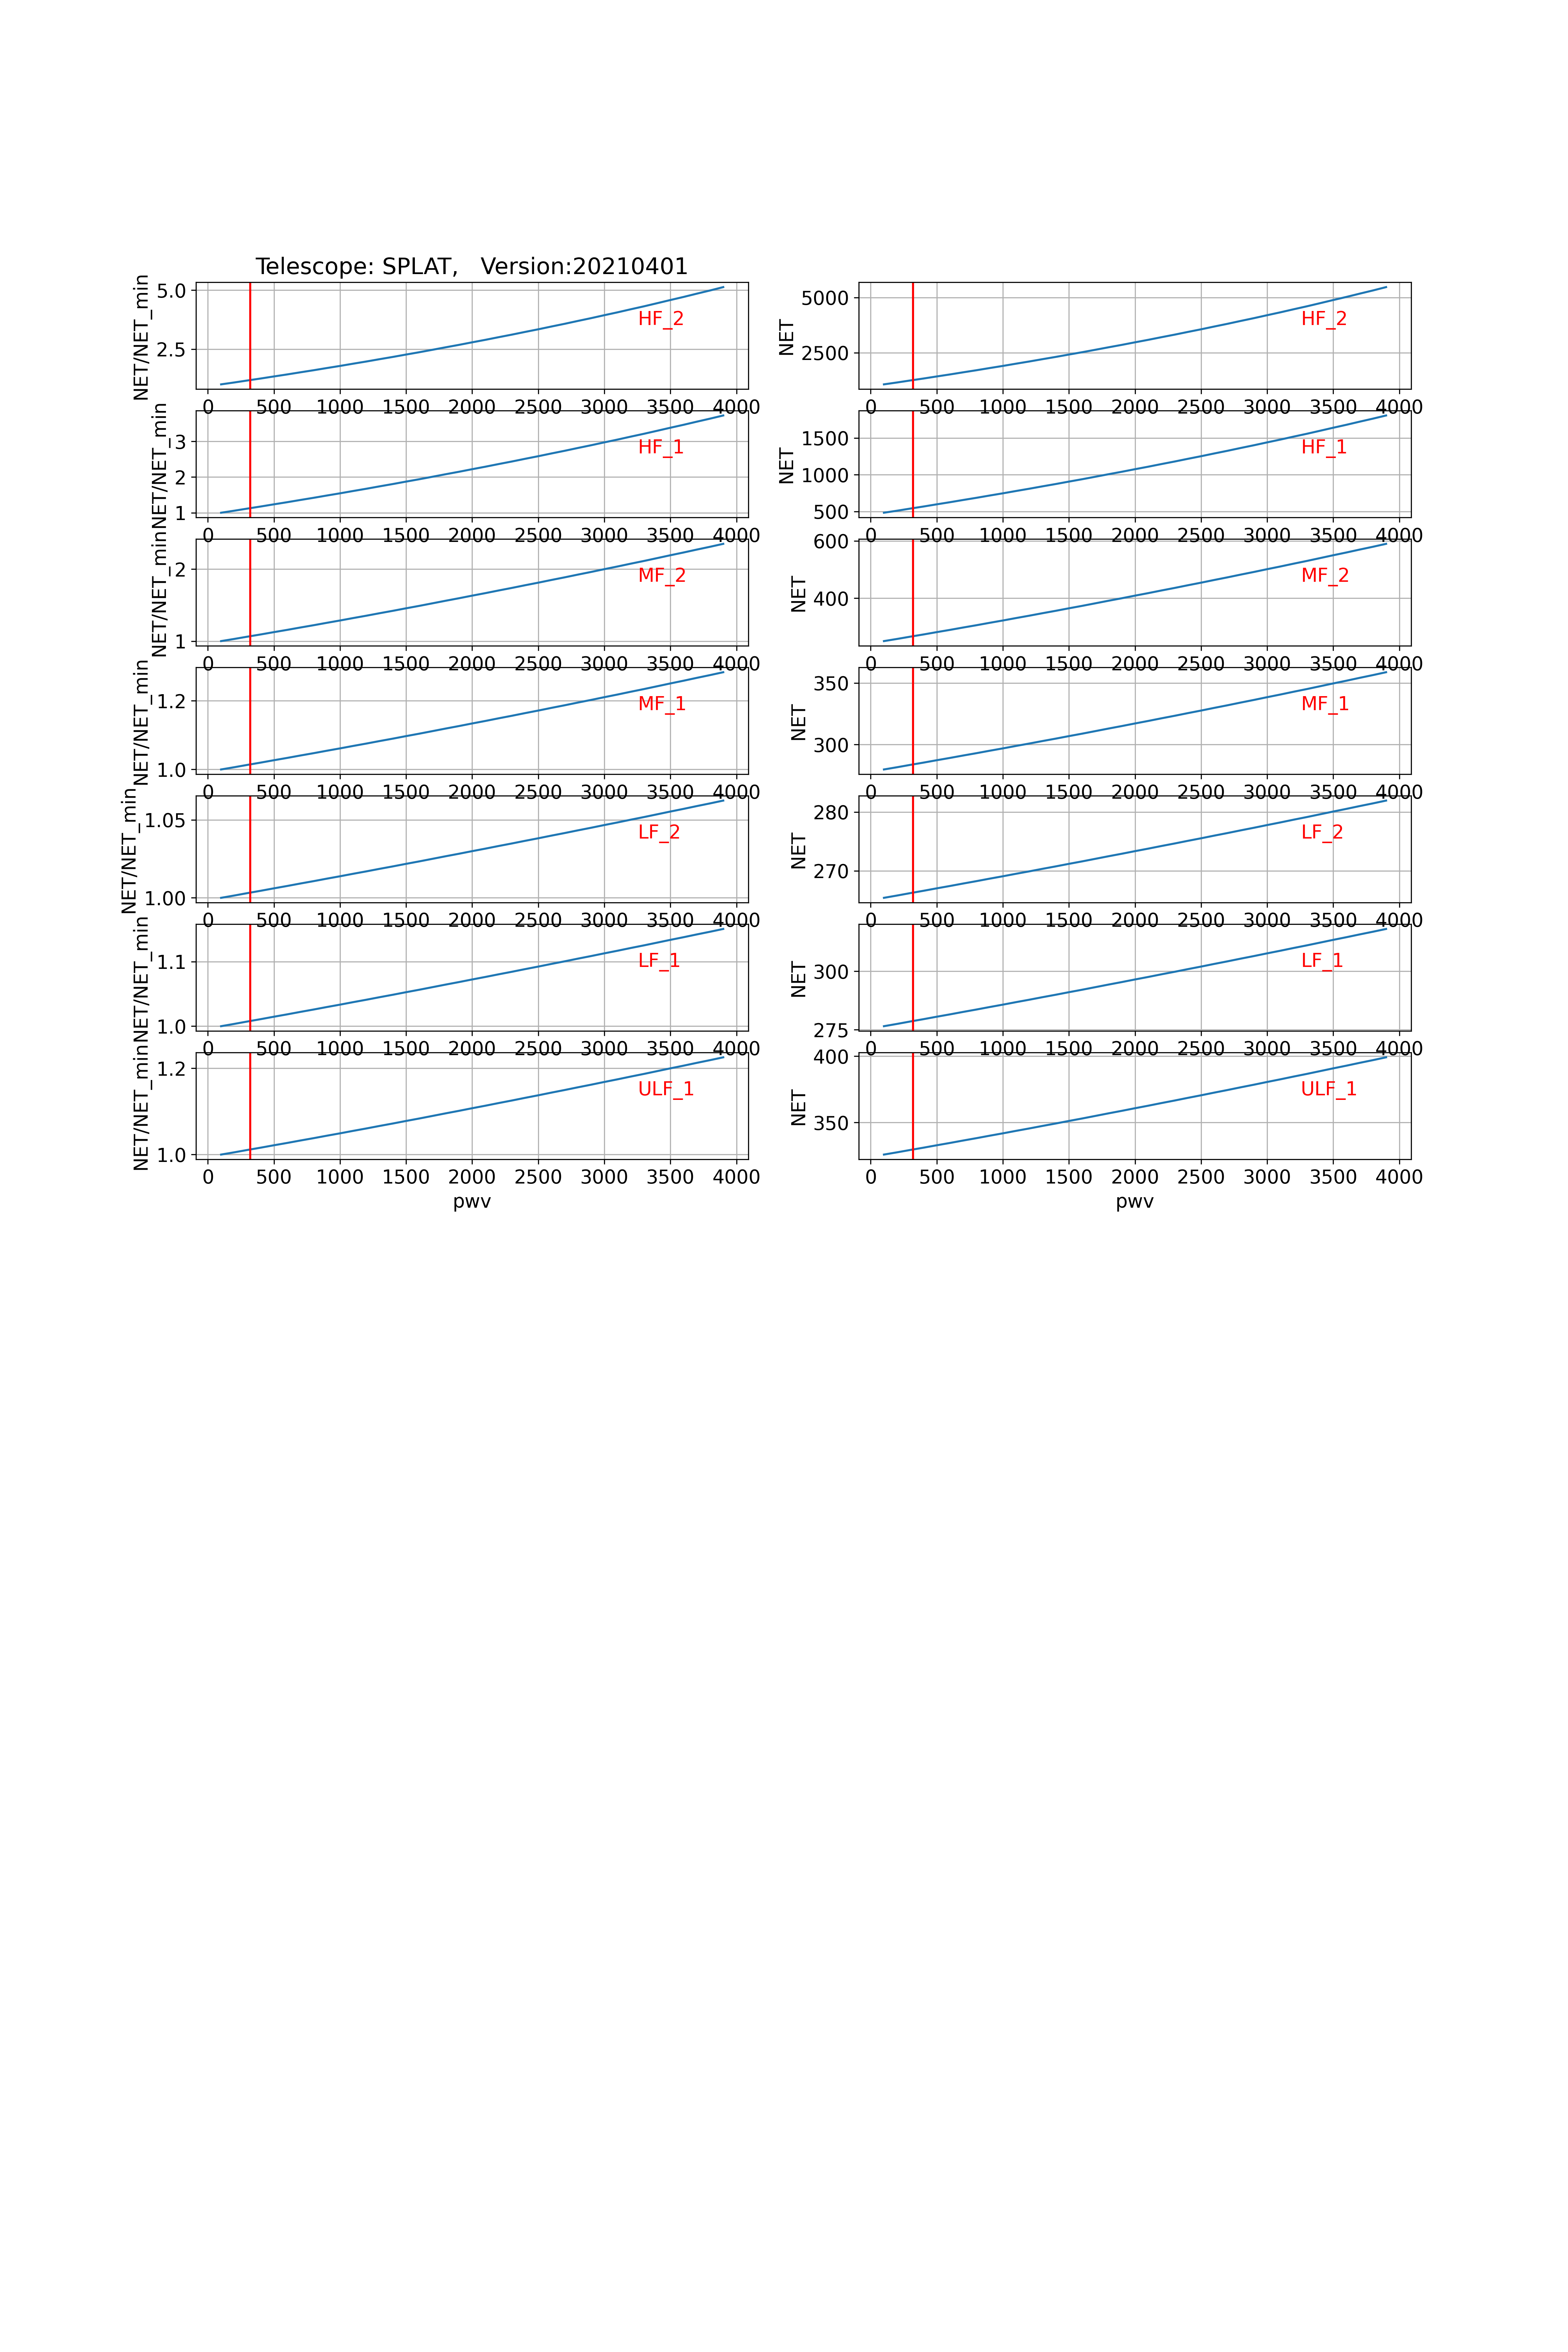 Telescope: SPLAT,   Version:20210401
NET/NET_min
5.0
2.5
HF_2
0 500 1000 1500 2000 2500 3000 3500 4000
NET
5000
2500
HF_2
0 500 1000 1500 2000 2500 3000 3500 4000
NET/NET_min
3
2
1
HF_1
0 500 1000 1500 2000 2500 3000 3500 4000
NET
1500
1000
500
HF_1
0 500 1000 1500 2000 2500 3000 3500 4000
NET/NET_min
2
1
MF_2
0 500 1000 1500 2000 2500 3000 3500 4000
NET
600
400
MF_2
0 500 1000 1500 2000 2500 3000 3500 4000
NET/NET_min
1.2
1.0
MF_1
0 500 1000 1500 2000 2500 3000 3500 4000
NET
350
300
MF_1
0 500 1000 1500 2000 2500 3000 3500 4000
NET/NET_min
1.05
1.00
LF_2
0 500 1000 1500 2000 2500 3000 3500 4000
NET
280
270
LF_2
0 500 1000 1500 2000 2500 3000 3500 4000
NET/NET_min
1.1
1.0
LF_1
0 500 1000 1500 2000 2500 3000 3500 4000
NET
300
275
LF_1
0 500 1000 1500 2000 2500 3000 3500 4000
NET/NET_min
1.2
1.0
ULF_1
0 500 1000 1500 2000 2500 3000 3500 4000
pwv
NET
400
350
ULF_1
0 500 1000 1500 2000 2500 3000 3500 4000
pwv